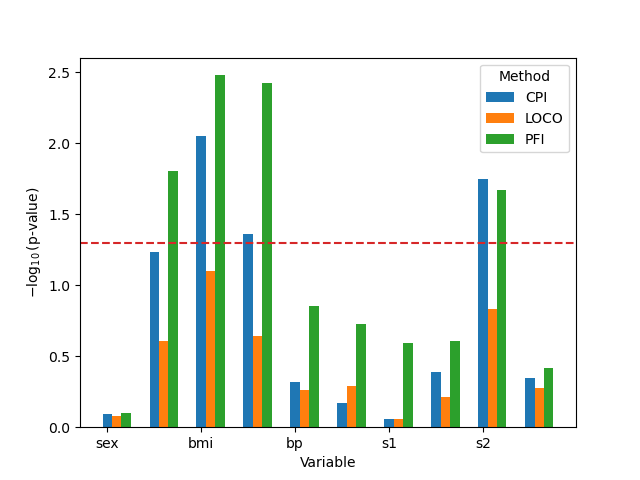 2.5
2.0
1.5
1.0
0.5
0.0
−log₁₀(p-value)
Method
CPI
LOCO
PFI
sex bmi bp s1 s2
Variable